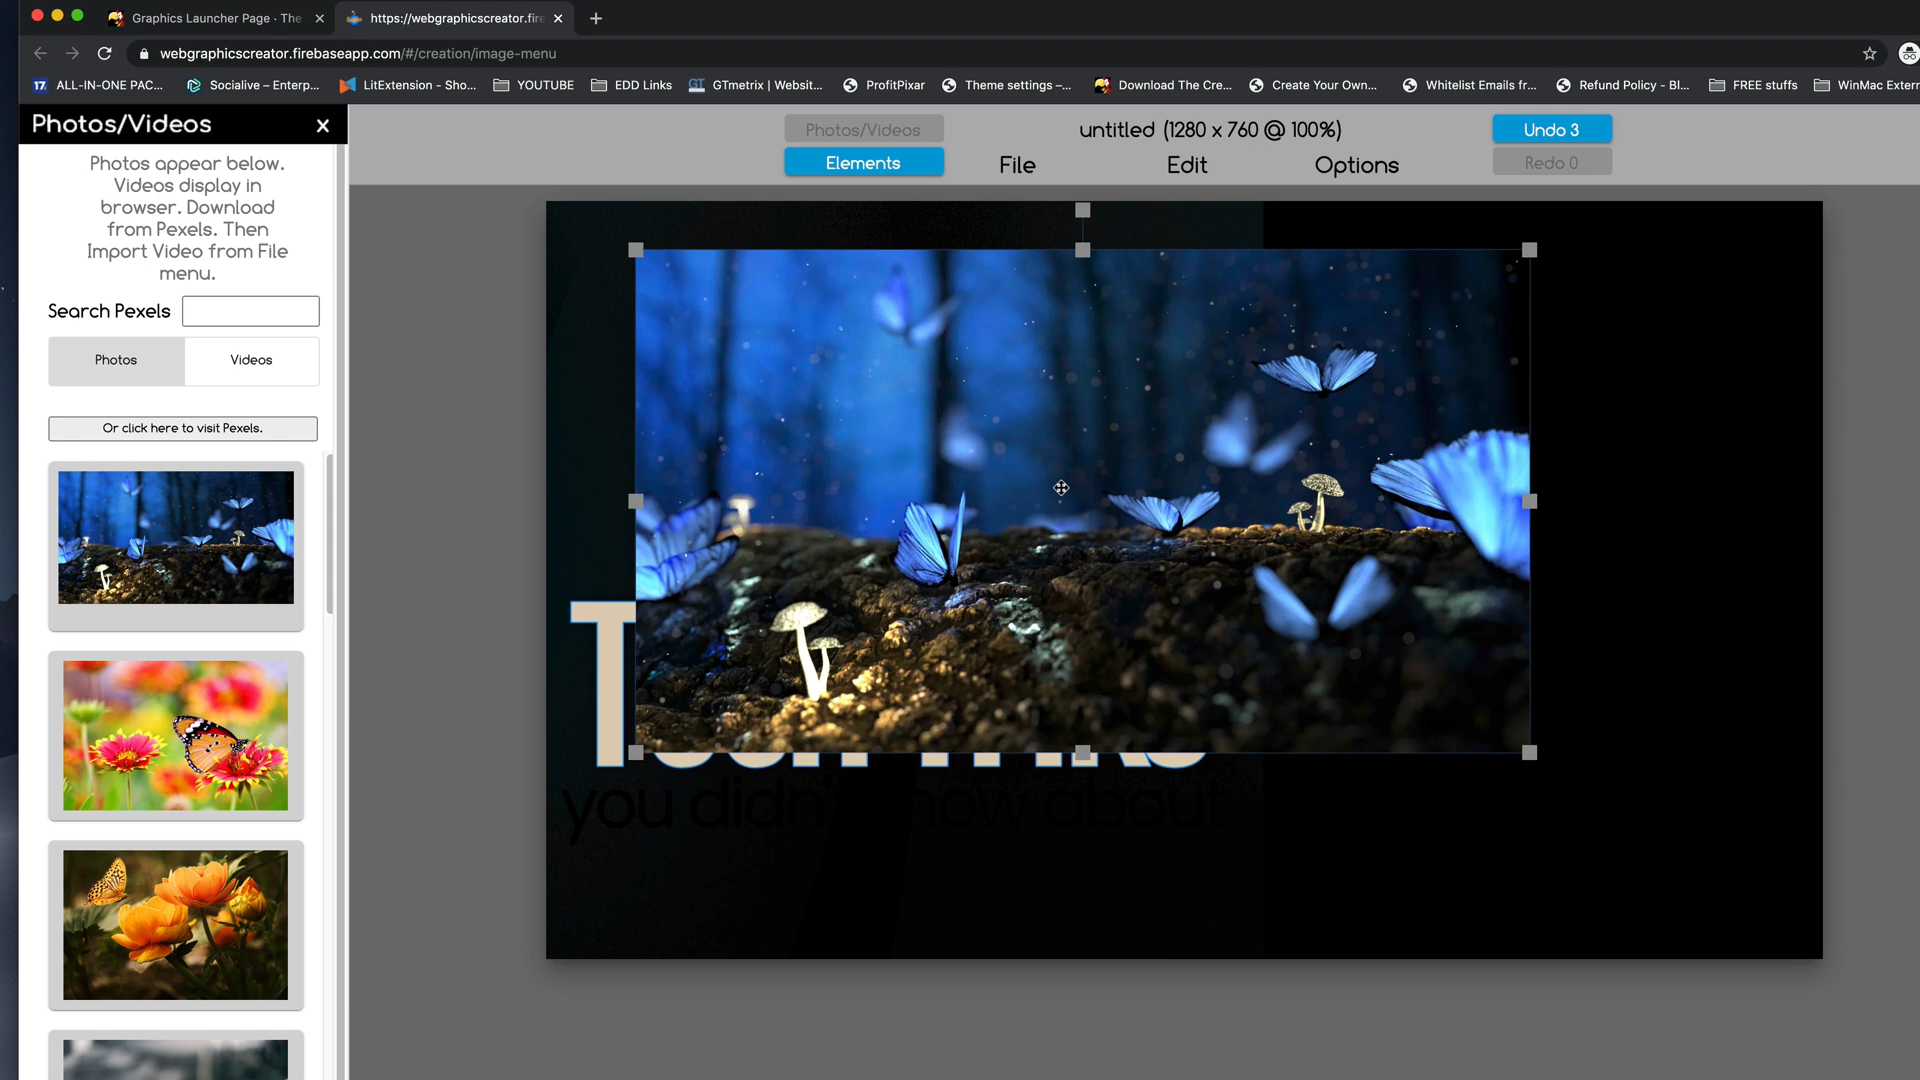 Graphics Launcher Page · The
https://webgraphicscreator.fire
webgraphicscreator.firebaseapp.com/#/creation/image-menu
17 ALL-IN-ONE PAC...
Socialive – Enterp...
LitExtension - Sho...
YOUTUBE
EDD Links
GT GTmetrix | Websit...
ProfitPixar
Theme settings –...
Download The Cre...
Create Your Own...
Whitelist Emails fr...
Refund Policy - Bl...
FREE stuffs
WinMac Extern
Photos/Videos X
Photos/Videos
untitled (1280 x 760 @ 100%)
Undo 3
Elements
File
Edit
Options
Redo 0
Photos appear below.
Videos display in
browser. Download
from Pexels. Then
Import Video from File
menu.
Search Pexels
Photos
Videos
Or click here to visit Pexels.
you didn
about